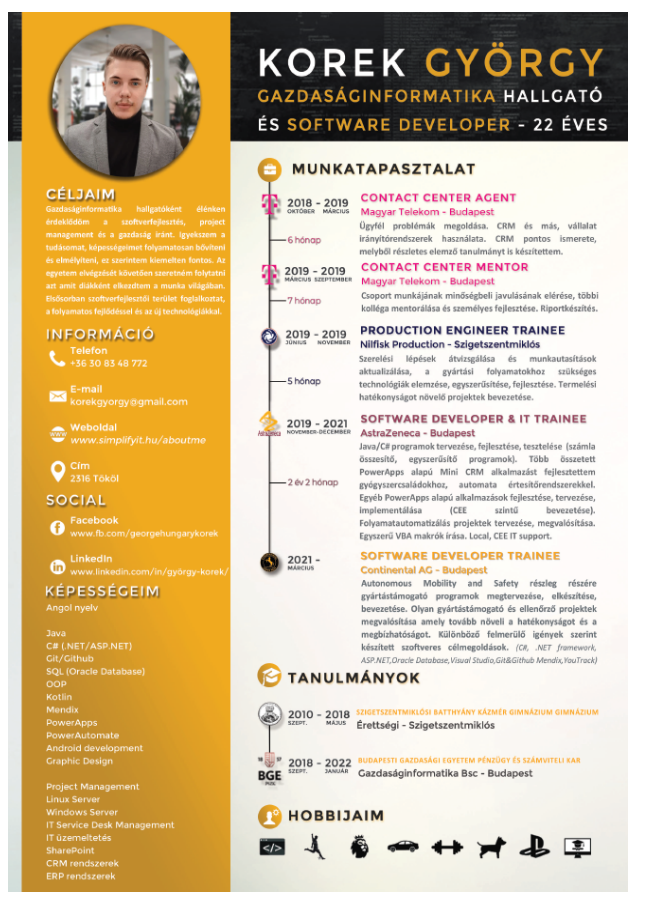 KOREK GYÖRGY
GAZDASÁGINFORMATIKA HALLGATÓ
ÉS SOFTWARE DEVELOPER - 22 ÉVES
CÉLJAIM
Gazdaságinformatika hallgatóként élénken
érdeklődöm a szoftverfejlesztés, project
management és a gazdaság iránt. Igyekszem a
tudásomat, képességeimet folyamatosan bővíteni
és elmélyíteni, ez szerintem kiemelten fontos. Az
egyetem elvégzését követően szeretném folytatni
azt amit diákként elkezdtem a munka világában.
Elsősorban szoftverfejlesztői terület foglalkoztat,
a folyamatos fejlődéssel és az új technológiákkal.
INFORMÁCIÓ
Telefon
+36 30 83 48 772
E-mail
korekgyorgy@gmail.com
WWW
Weboldal
www.simplifyit.hu/aboutme
Cím
2316 Tököl
SOCIAL
Facebook
www.fb.com/georgehungarykorek
LinkedIn
www.linkedin.com/in/györgy-korek/
KÉPESSÉGEIM
Angol nyelv
Java
C# (.NET/ASP.NET)
Git/Github
SQL (Oracle Database)
OOP
Kotlin
Mendix
PowerApps
PowerAutomate
Android development
Graphic Design
Project Management
Linux Server
Windows Server
IT Service Desk Management
IT üzemeltetés
SharePoint
CRM rendszerek
ERP rendszerek
MUNKATAPASZTALAT
2018 - 2019
OKTÓBER MÁRCIUS
6 hónap
CONTACT CENTER AGENT
Magyar Telekom - Budapest
Ügyfél problémák megoldása. CRM és más, vállalat
irányítórendszerek használata. CRM pontos ismerete,
melyből részletes elemző tanulmányt is készítettem.
2019 - 2019
MÁRCIUS SZEPTEMBER
7 hónap
CONTACT CENTER MENTOR
Magyar Telekom - Budapest
Csoport munkájának minőségbeli javulásának elérése, többi
kolléga mentorálása és személyes fejlesztése. Riportkészítés.
2019 - 2019
JÚNIUS NOVEMBER
5 hónap
PRODUCTION ENGINEER TRAINEE
Nilfisk Production - Szigetszentmiklós
Szerelési lépések átvizsgálása és munkautasítások
aktualizálása, a gyártási folyamatokhoz szükséges
technológiák elemzése, egyszerűsítése, fejlesztése. Termelési
hatékonyságot növelő projektek bevezetése.
AstraZeneca
2019 - 2021
NOVEMBER-DECEMBER
2 év 2 hónap
SOFTWARE DEVELOPER & IT TRAINEE
AstraZeneca - Budapest
Java/C# programok tervezése, fejlesztése, tesztelése (számla
összesítő, egyszerűsítő programok). Több összetett
PowerApps alapú Mini CRM alkalmazást fejlesztettem
gyógyszercsaládokhoz, automata értesítőrendszerekkel.
Egyéb PowerApps alapú alkalmazások fejlesztése, tervezése,
implementálása (CEE szintű bevezetése).
Folyamatautomatizálás projektek tervezése, megvalósítása.
Egyszerű VBA makrók írása. Local, CEE IT support.
2021 -
MÁRCIUS
SOFTWARE DEVELOPER TRAINEE
Continental AG - Budapest
Autonomous Mobility and Safety részleg részére
gyártástámogató programok megtervezése, elkészítése,
bevezetése. Olyan gyártástámogató és ellenőrző projektek
megvalósítása amely tovább növeli a hatékonyságot és a
megbízhatóságot. Különböző felmerülő igények szerint
készített szoftveres célmegoldások. (C#, .NET framework,
ASP.NET,Oracle Database,Visual Studio,Git&Github Mendix,YouTrack)
TANULMÁNYOK
2010 - 2018
SZEPT. MÁJUS
SZIGETSZENTMIKLÓSI BATTHYÁNY KÁZMÉR GIMNÁZIUM GIMNÁZIUM
Érettségi - Szigetszentmiklós
BGE
2018 - 2022
SZEPT. JANUÁR
BUDAPESTI GAZDASÁGI EGYETEM PÉNZÜGY ÉS SZÁMVITELI KAR
Gazdaságinformatika Bsc - Budapest
HOBBIJAIM
</>